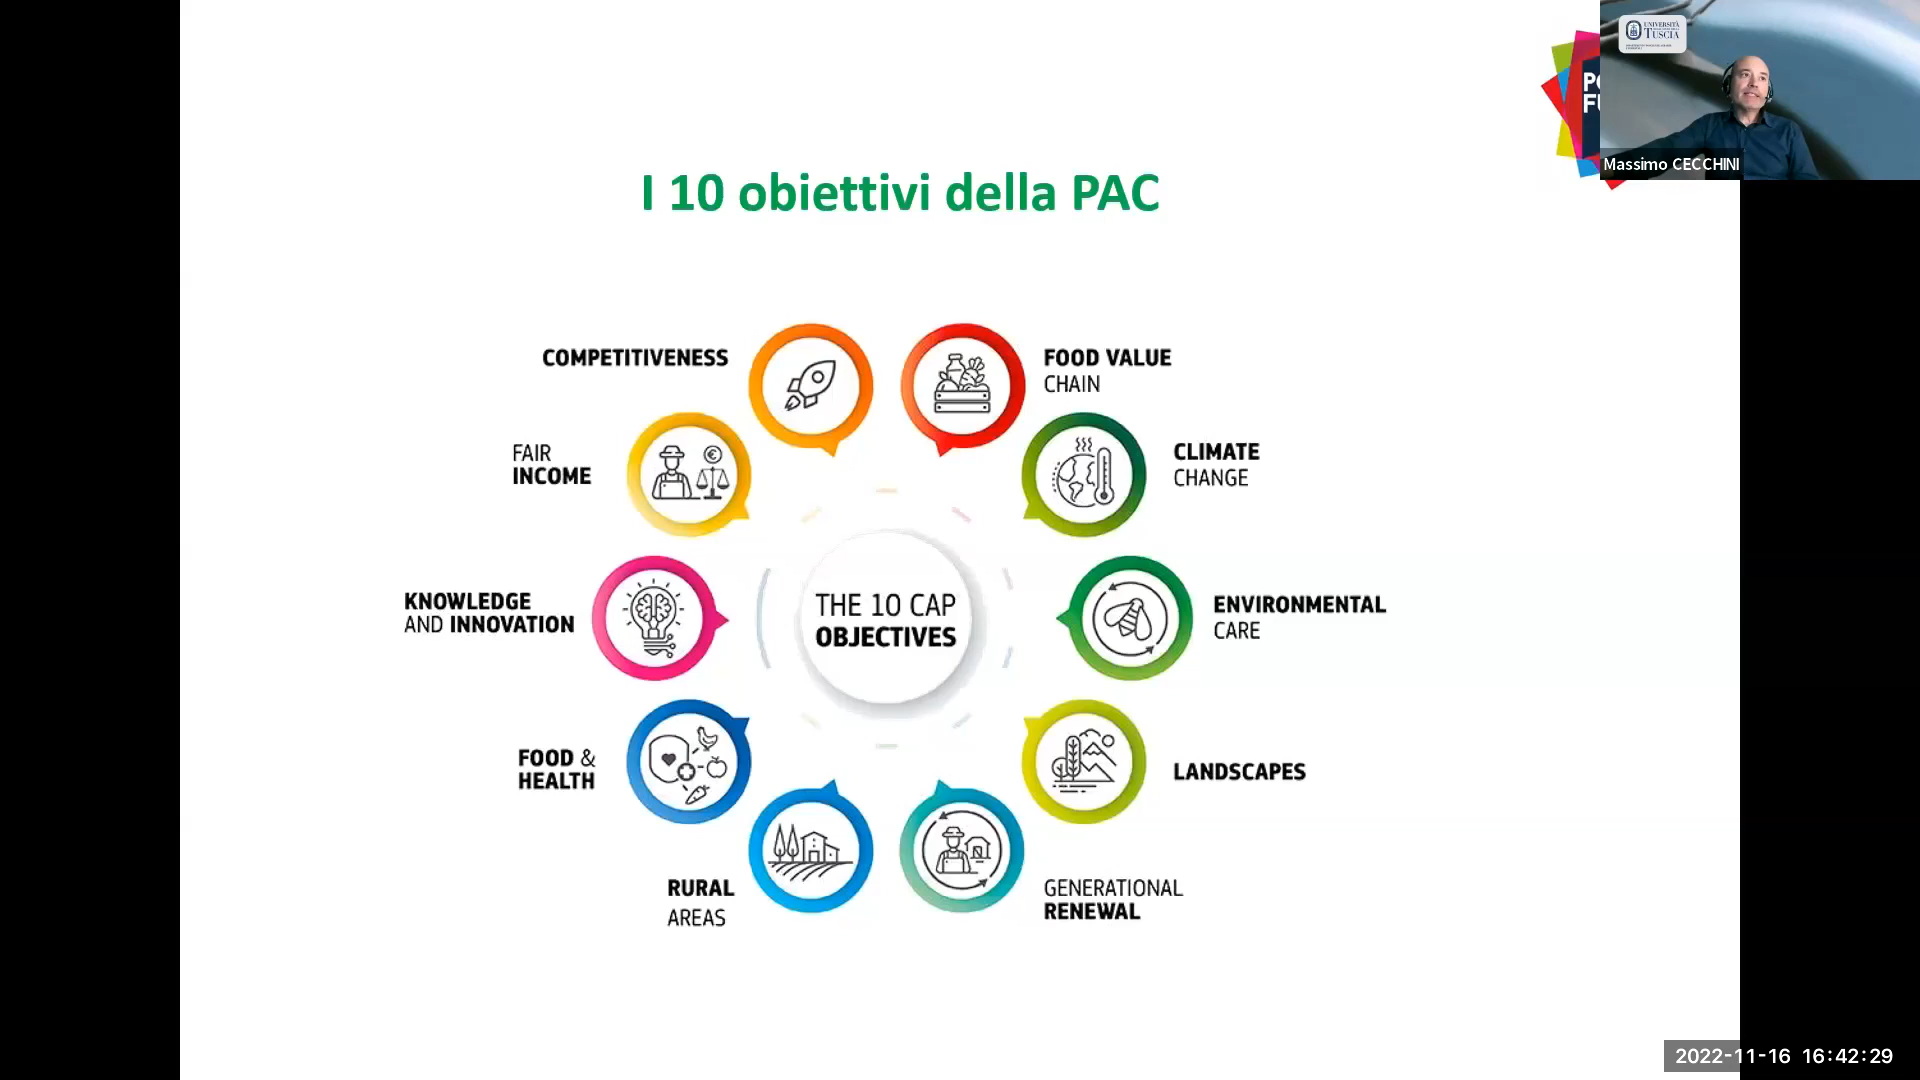 UNIVERSITÀ
TUSCIA
Massimo CECCHINI
I 10 obiettivi della PAC
COMPETITIVENESS
FOOD VALUE
CHAIN
FAIR
INCOME
CLIMATE
CHANGE
KNOWLEDGE
AND INNOVATION
THE 10 CAP
OBJECTIVES
ENVIRONMENTAL
CARE
FOOD &
HEALTH
LANDSCAPES
RURAL
AREAS
GENERATIONAL
RENEWAL
2022-11-16 16:42:29